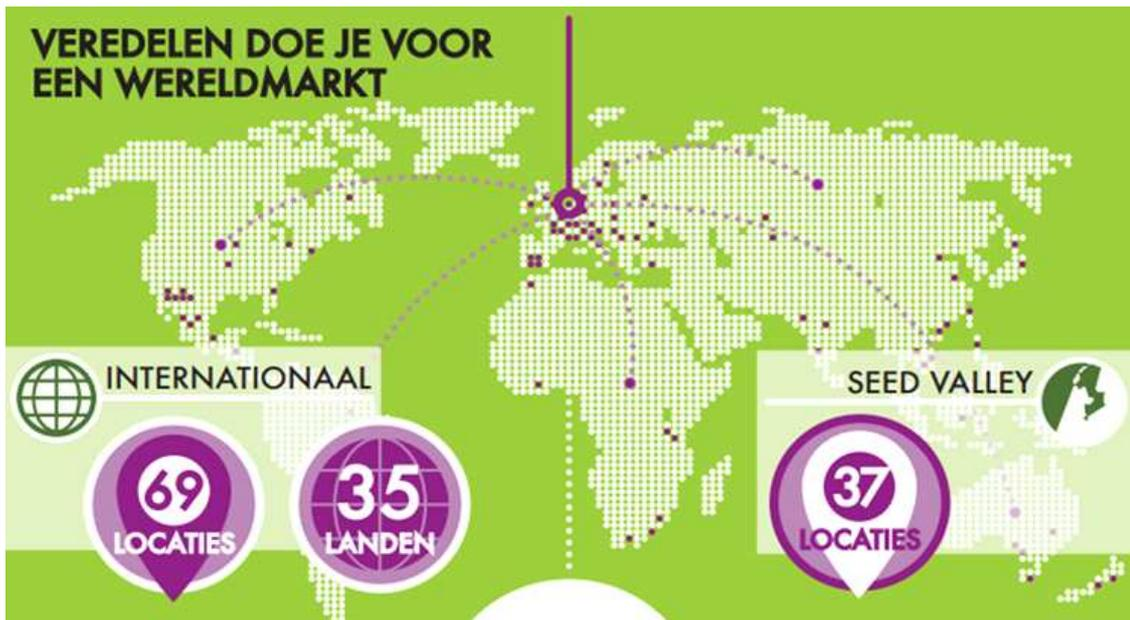 VEREDELEN DOE JE VOOR
EEN WERELDMARKT
INTERNATIONAAL
69
LOCATIES
35
LANDEN
SEED VALLEY
37
LOCATIES